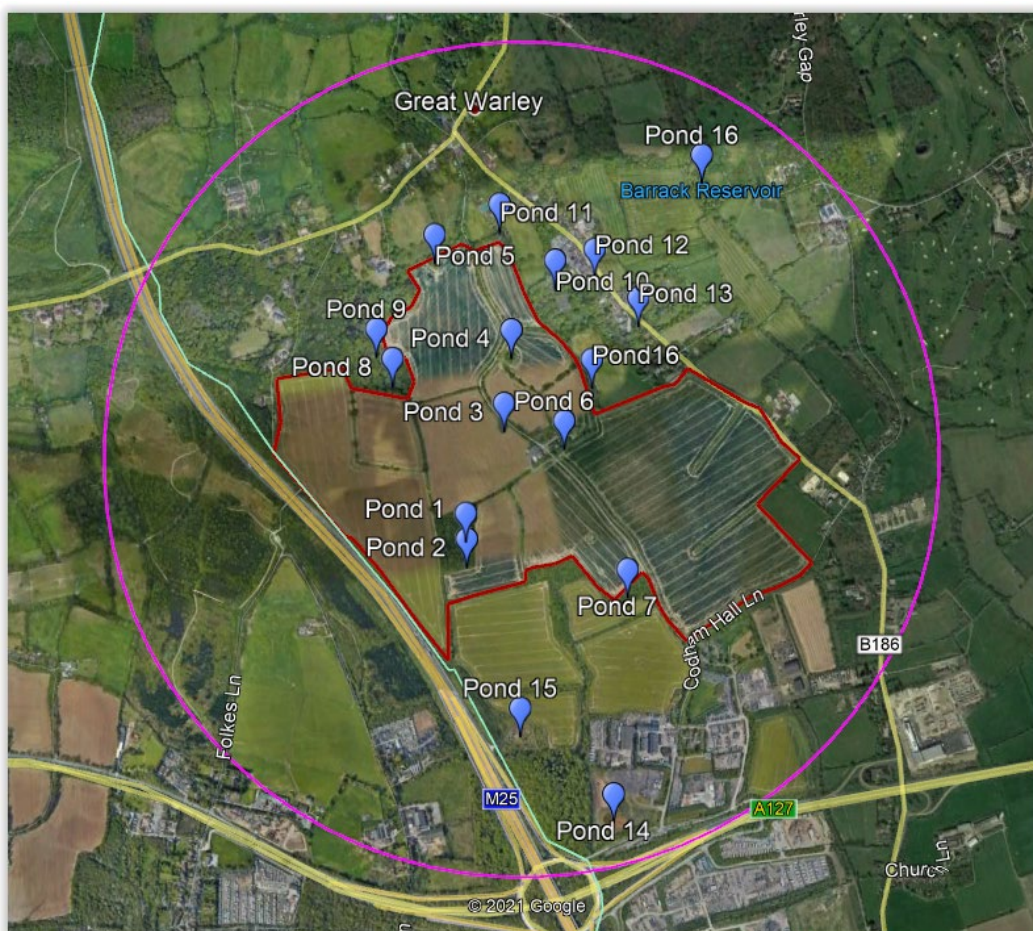 rley Gap
Great Warley
Pond 16
Barrack Reservoir
Pond 11
Pond 5
Pond 12
Pond 10
Pond 13
Pond 9
Pond 4
Pond 8
Pond16
Pond 3
Pond 6
Pond 1
Pond 2
Pond 7
Codham Hall Ln
B186
Folkes Ln
Pond 15
M25
Pond 14
A127
© 2021 Google